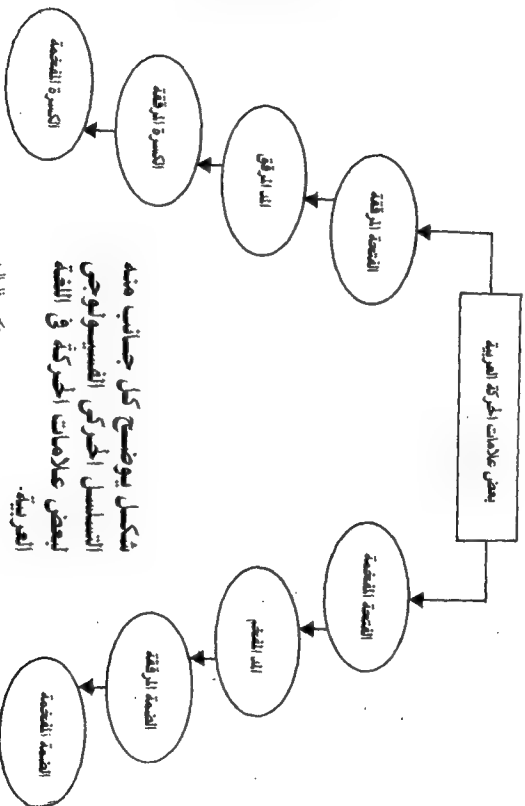 بعض علامات الحركة العربية
الفتحة المفخمة
المد المفخم
الضمة المرققة
الضمة المفخمة
الفتحة المرققة
المد المرقق
الكسرة المرققة
الكسرة المفخمة
شكل يوضح كل جانب منه
التسلسل الحركي الفسيولوجي
لبعض علامات الحركة في اللغة
العربية.